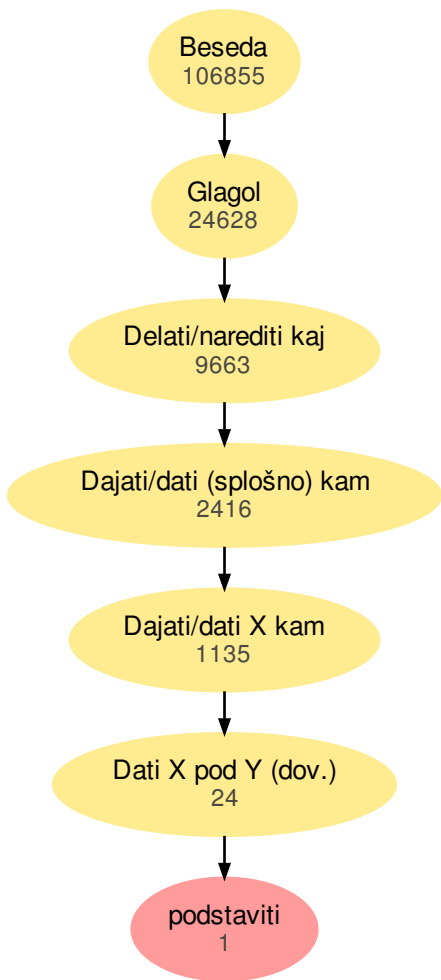 Beseda
106855
Glagol
24628
Delati/narediti kaj
9663
Dajati/dati (splošno) kam
2416
Dajati/dati X kam
1135
Dati X pod Y (dov.)
24
podstaviti
1